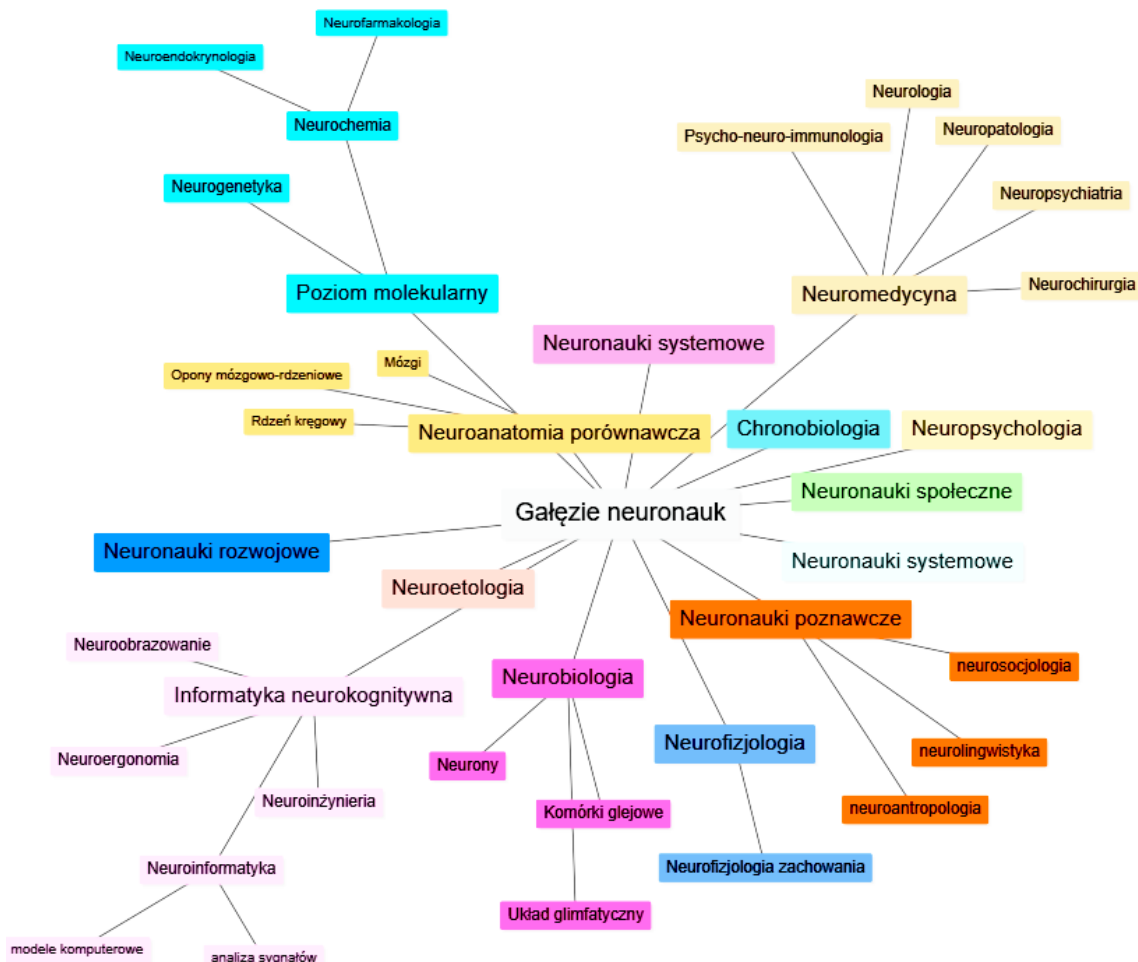 Neurofarmakologia
Neuroendokrynologia
Neurochemia
Neurogenetyka
Poziom molekularny
Neurologia
Psycho-neuro-immunologia
Neuropatologia
Neuropsychiatria
Neurochirurgia
Neuromedycyna
Neuronauki systemowe
Mózgi
Opony mózgowo-rdzeniowe
Rdzeń kręgowy
Neuroanatomia porównawcza
Chronobiologia
Neuropsychologia
Neuronauki społeczne
Gałęzie neuronauk
Neuronauki rozwojowe
Neuronauki systemowe
Neuroetologia
Neuronauki poznawcze
Neuroobrazowanie
neurosocjologia
Neurobiologia
Informatyka neurokognitywna
Neurofizjologia
neurolingwistyka
Neuroergonomia
Neurony
Neuroinżynieria
neuroantropologia
Komórki glejowe
Neuroinformatyka
Neurofizjologia zachowania
Układ glimfatyczny
modele komputerowe
analiza sygnałów